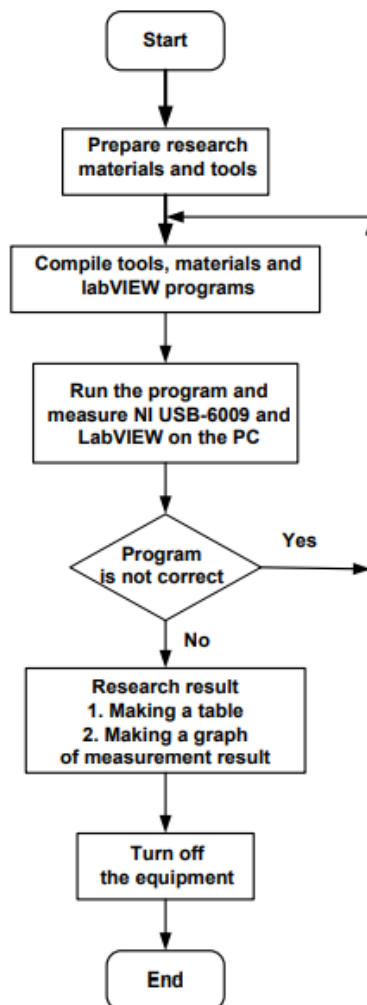 Start
Prepare research
materials and tools
Compile tools, materials and
labVIEW programs
Run the program and
measure NI USB-6009 and
LabVIEW on the PC
Program
is not correct
Yes
No
Research result
1. Making a table
2. Making a graph
of measurement result
Turn off
the equipment
End